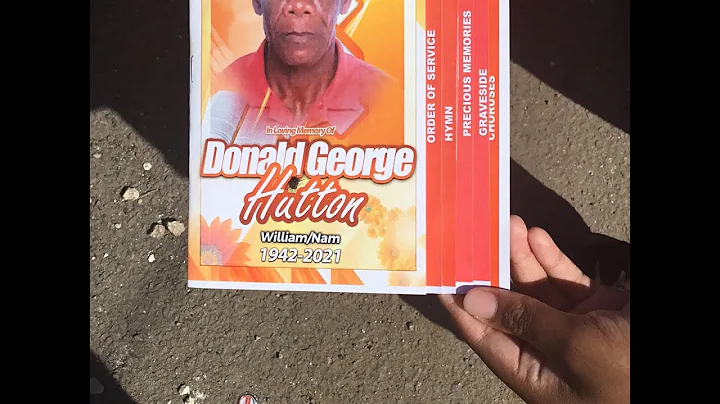 In Loving Memory Of
Donald George
Hutton
William/Nam
1942-2021
ORDER OF SERVICE
HYMN
PRECIOUS MEMORIES
GRAVESIDE
CHORUSES